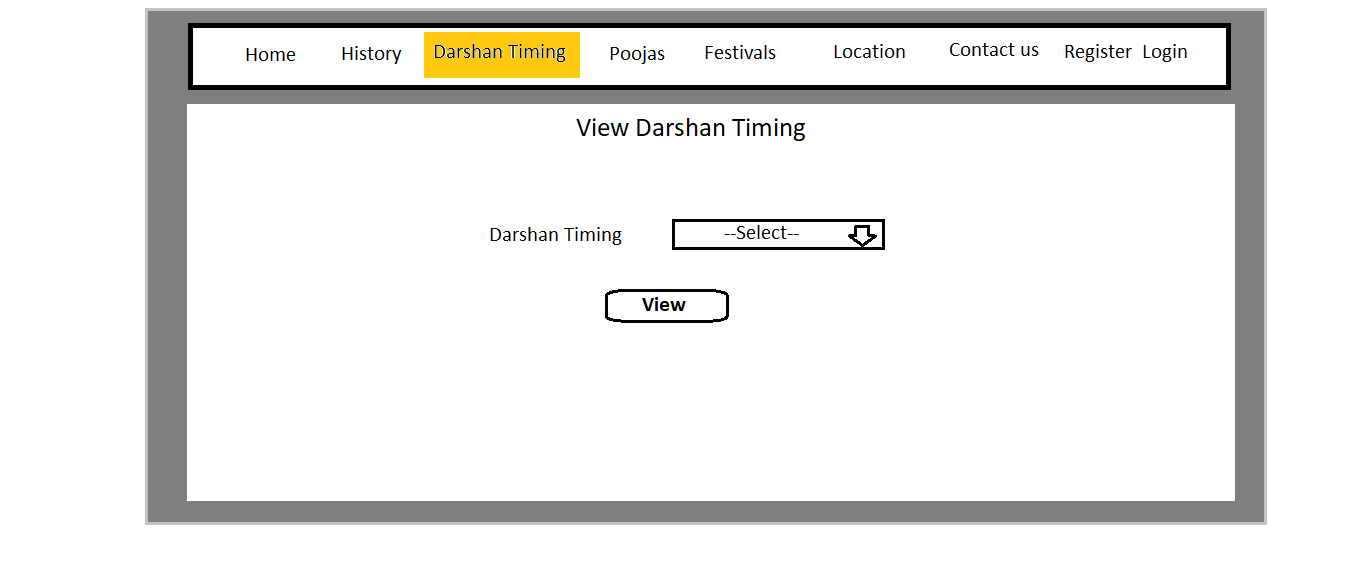 Home History Darshan Timing Poojas Festivals Location Contact us Register Login
View Darshan Timing
Darshan Timing --Select--
View